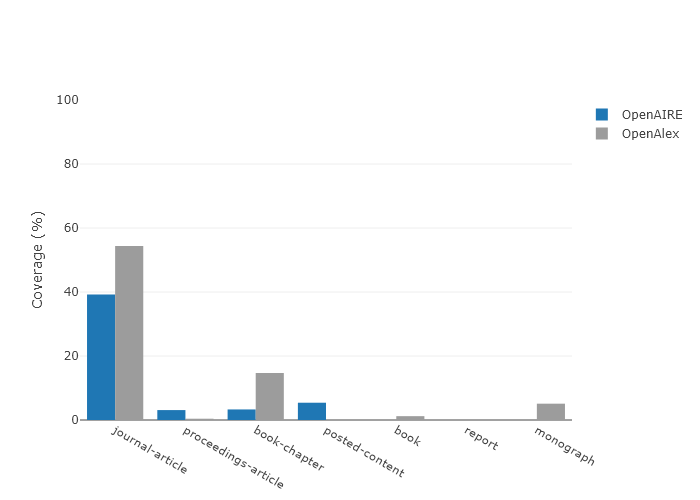 100
80
60
40
20
0
Coverage (%)
journal-article
proceedings-article
book-chapter
posted-content
book
report
monograph
OpenAIRE
OpenAlex